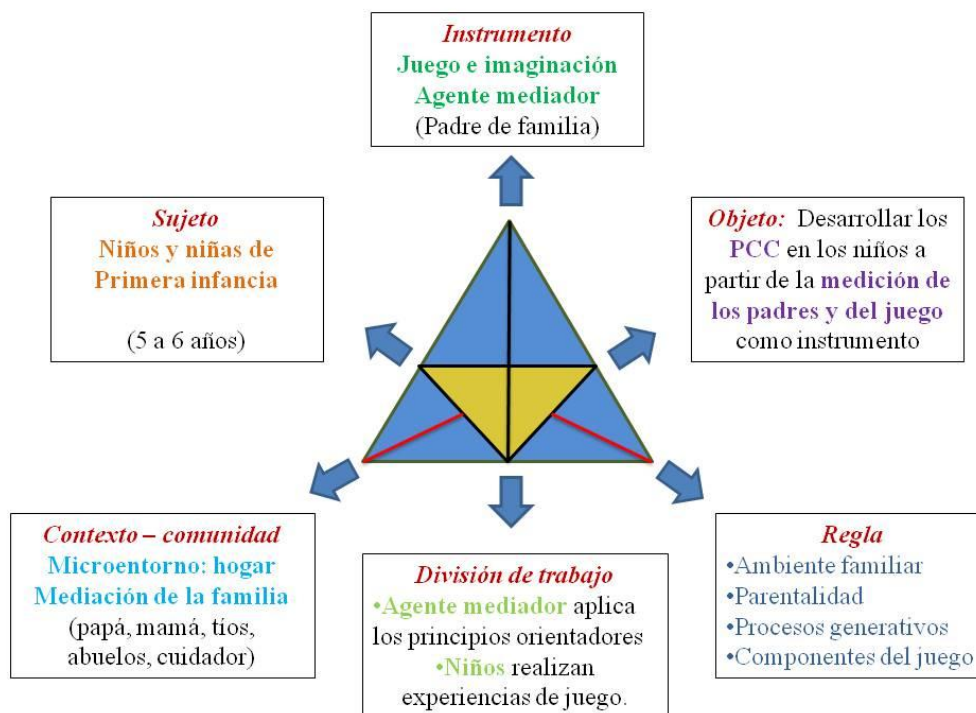 Instrumento
Juego e imaginación
Agente mediador
(Padre de familia)
Sujeto
Niños y niñas de
Primera infancia
(5 a 6 años)
Objeto: Desarrollar los
PCC en los niños a
partir de la medición de
los padres y del juego
como instrumento
Contexto – comunidad
Microentorno: hogar
Mediación de la familia
(papá, mamá, tíos,
abuelos, cuidador)
División de trabajo
•Agente mediador aplica
los principios orientadores
•Niños realizan
experiencias de juego.
Regla
•Ambiente familiar
•Parentalidad
•Procesos generativos
•Componentes del juego